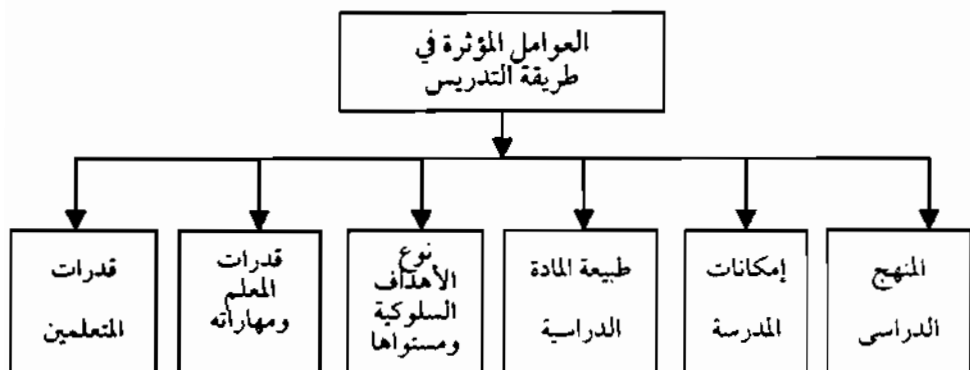 العوامل المؤثرة في
طريقة التدريس
المنهج
الدراسى
إمكانات
المدرسة
طبيعة المادة
الدراسية
نوع
الأهداف
السلوكية
ومستواها
قدرات
المعلم
ومهاراته
قدرات
المتعلمين